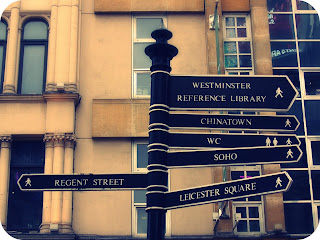 WESTMINSTER
REFERENCE LIBRARY
CHINATOWN
WC
SOHO
REGENT STREET
LEICESTER SQUARE